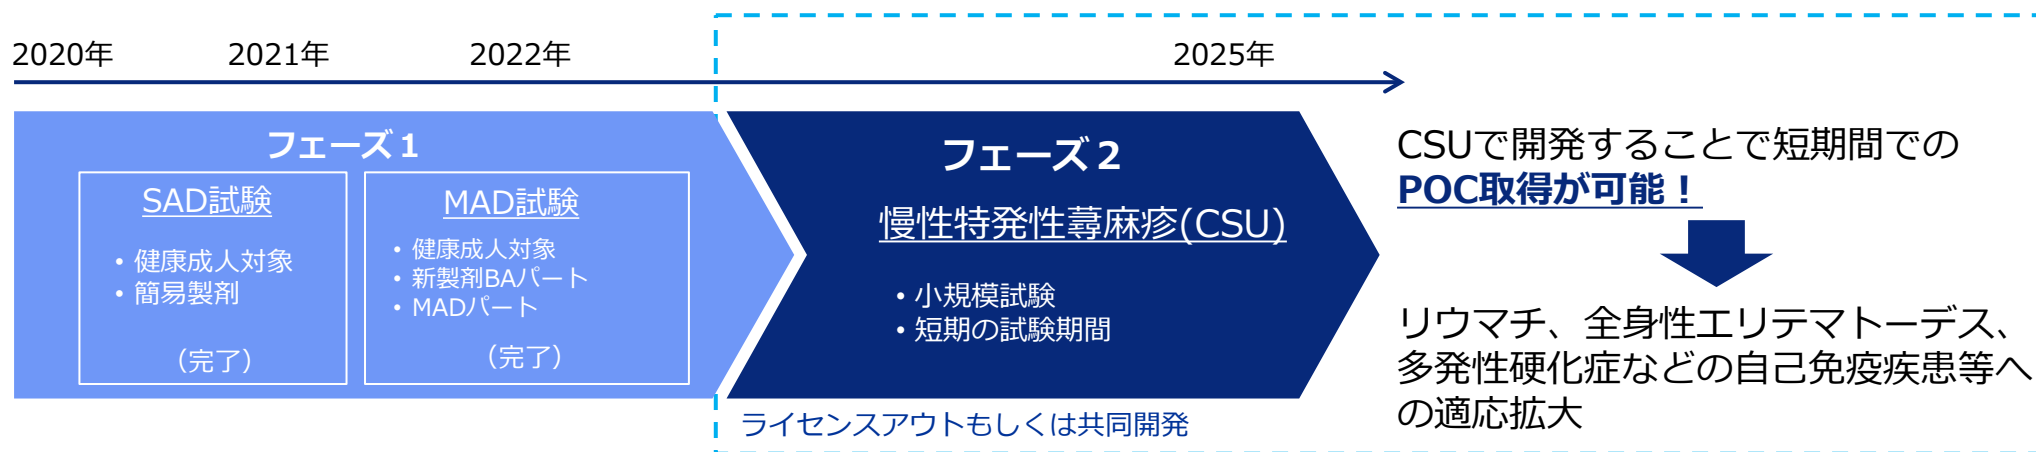 2020年
2021年
2022年
2025年
フェーズ１
SAD試験
・健康成人対象
・簡易製剤
（完了）
MAD試験
・健康成人対象
・新製剤BAパート
・MADパート
（完了）
フェーズ２
慢性特発性蕁麻疹(CSU)
・小規模試験
・短期の試験期間
ライセンスアウトもしくは共同開発
CSUで開発することで短期間での
POC取得が可能！
リウマチ、全身性エリテマトーデス、
多発性硬化症などの自己免疫疾患等へ
の適応拡大